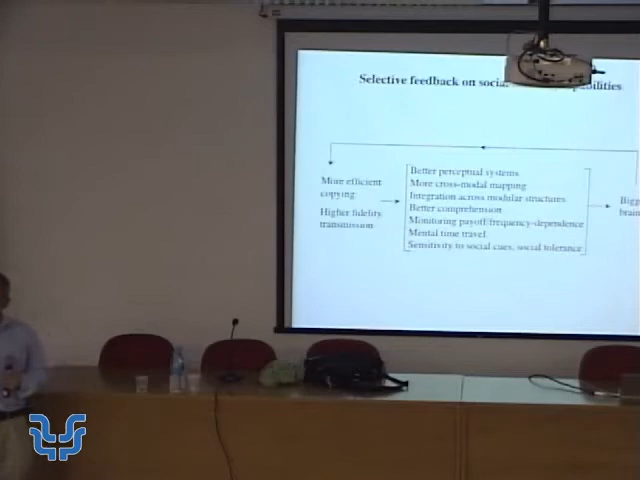 Selective feedback on
More efficient
copying
Higher fidelity
transmission
Better perceptual systems
More cross-modal mapping
Integration across modular structures
Better comprehension
Monitoring payoff/frequency-dependence
Mental time travel
Sensitivity to social cues, social tolerance